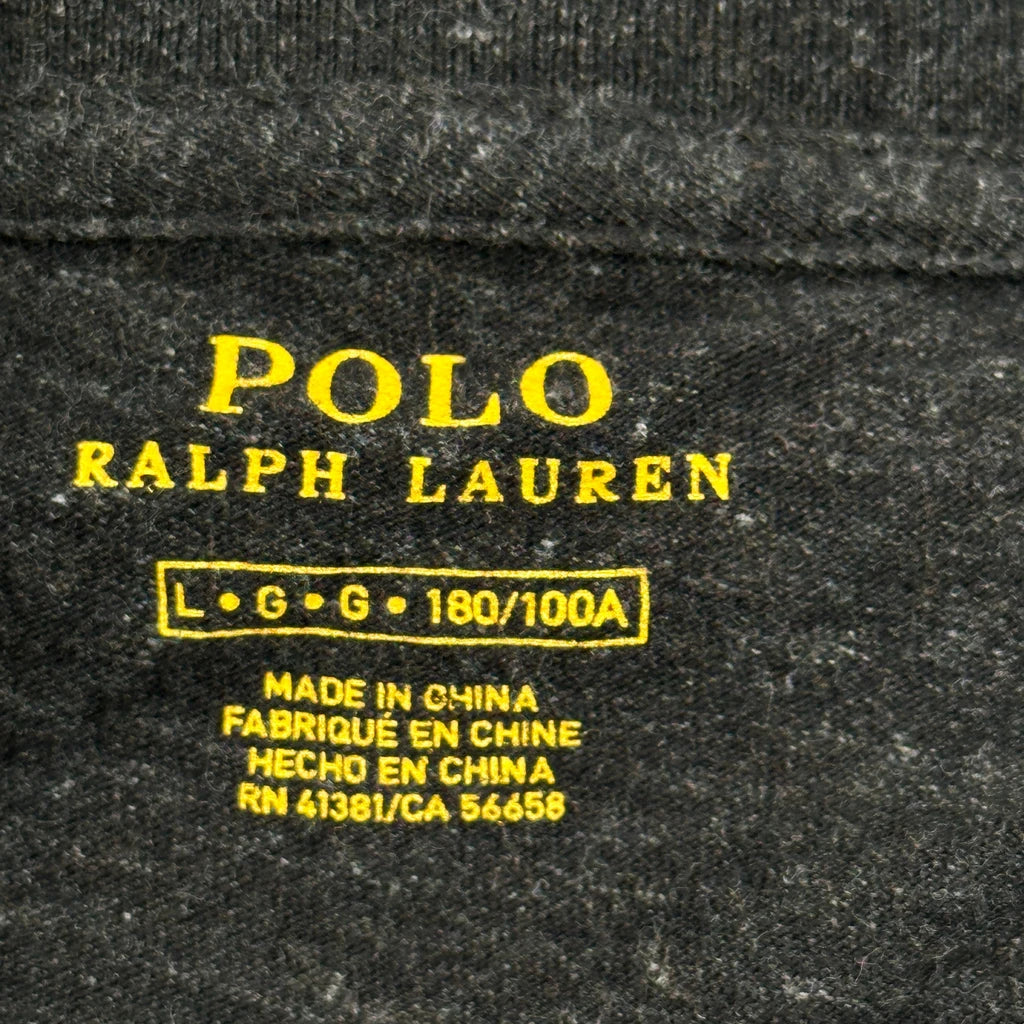 POLO
RALPH LAUREN
L • G • G • 180/100A
MADE IN CHINA
FABRIQUÉ EN CHINE
HECHO EN CHINA
RN 41381/CA 56658